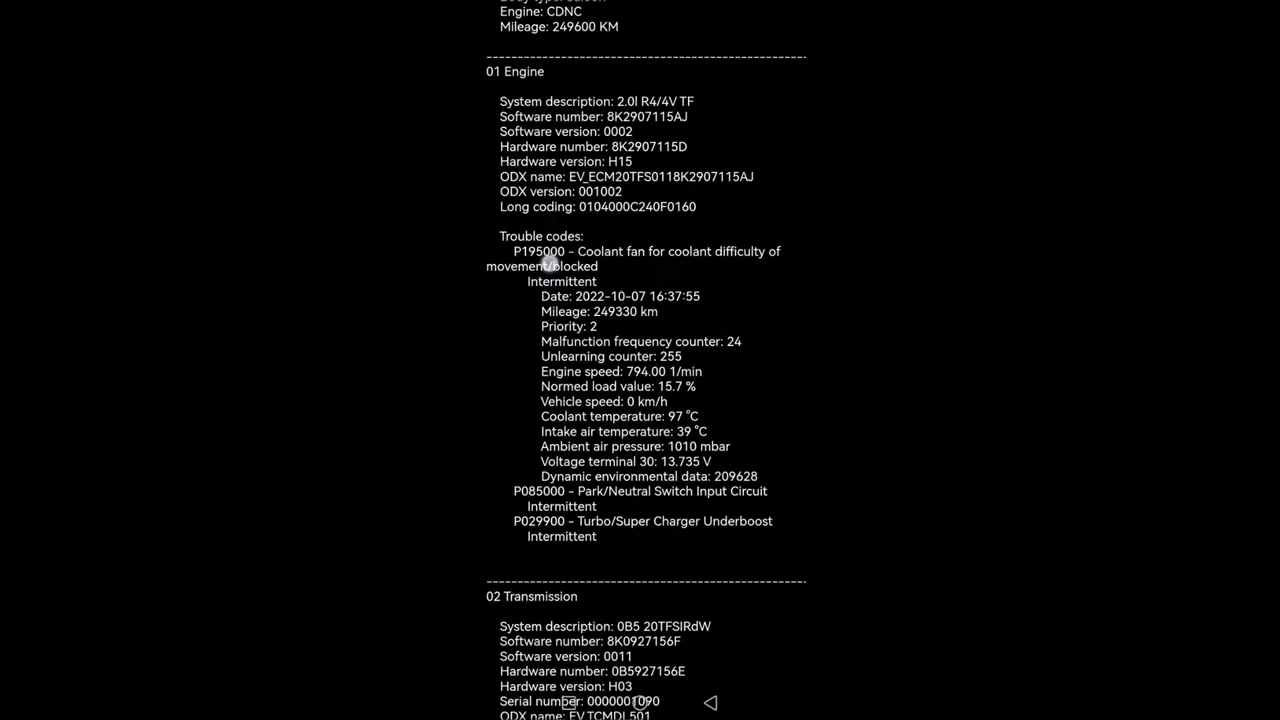 Engine: CDNC
Mileage: 249600 KM
--------------------------------------------------------------------
01 Engine
System description: 2.0l R4/4V TF
Software number: 8K2907115AJ
Software version: 0002
Hardware number: 8K2907115D
Hardware version: H15
ODX name: EV_ECM20TFS0118K2907115AJ
ODX version: 001002
Long coding: 0104000C240F0160
Trouble codes:
P195000 - Coolant fan for coolant difficulty of
movement/blocked
Intermittent
Date: 2022-10-07 16:37:55
Mileage: 249330 km
Priority: 2
Malfunction frequency counter: 24
Unlearning counter: 255
Engine speed: 794.00 1/min
Normed load value: 15.7 %
Vehicle speed: 0 km/h
Coolant temperature: 97 °C
Intake air temperature: 39 °C
Ambient air pressure: 1010 mbar
Voltage terminal 30: 13.735 V
Dynamic environmental data: 209628
P085000 - Park/Neutral Switch Input Circuit
Intermittent
P029900 - Turbo/Super Charger Underboost
Intermittent
--------------------------------------------------------------------
02 Transmission
System description: 0B5 20TFSIRdW
Software number: 8K0927156F
Software version: 0011
Hardware number: 0B5927156E
Hardware version: H03
Serial number: 0000001090
ODX name: EV_TCMDL501